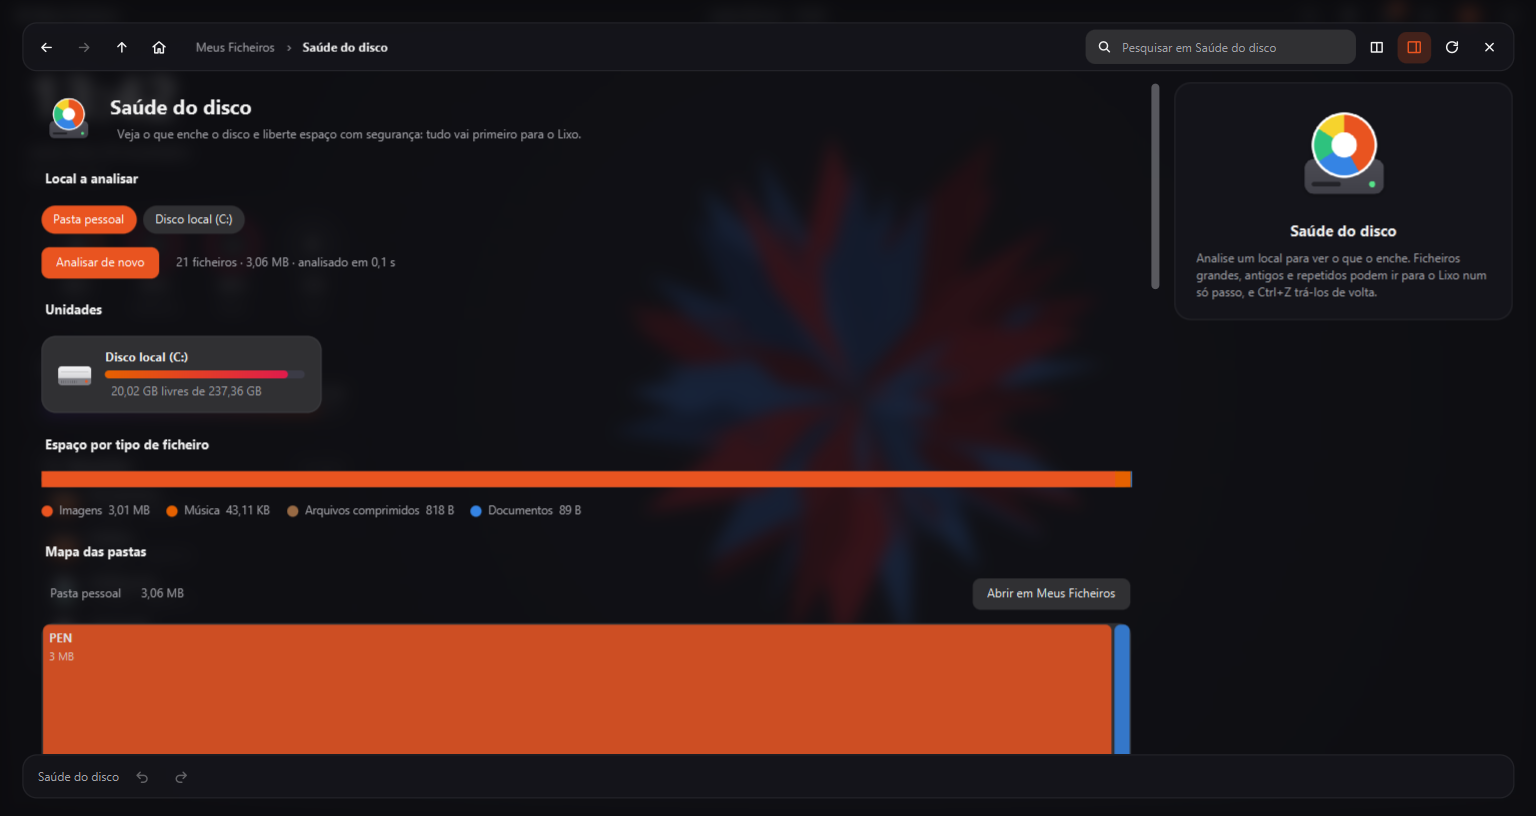 Meus Ficheiros › Saúde do disco
Pesquisar em Saúde do disco
Saúde do disco
Veja o que enche o disco e liberte espaço com segurança: tudo vai primeiro para o Lixo.
Local a analisar
Pasta pessoal
Disco local (C:)
Analisar de novo
21 ficheiros · 3,06 MB · analisado em 0,1 s
Unidades
Disco local (C:)
20,02 GB livres de 237,36 GB
Espaço por tipo de ficheiro
Imagens 3,01 MB
Música 43,11 KB
Arquivos comprimidos 818 B
Documentos 89 B
Mapa das pastas
Pasta pessoal 3,06 MB
Abrir em Meus Ficheiros
PEN
3 MB
Saúde do disco
Analise um local para ver o que o enche. Ficheiros
grandes, antigos e repetidos podem ir para o Lixo num
só passo, e Ctrl+Z trá-los de volta.
Saúde do disco